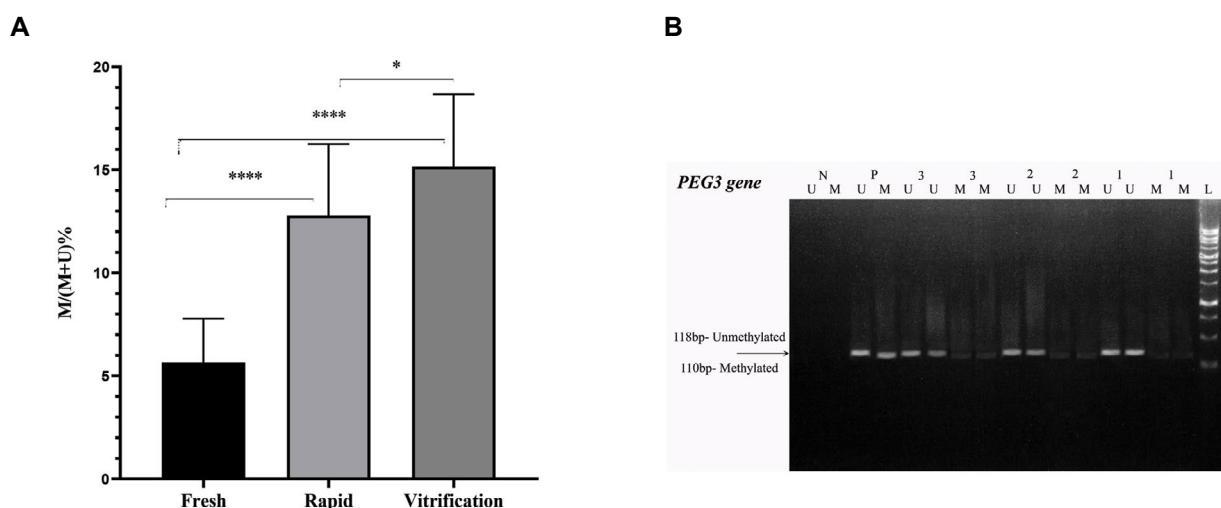 A
B
20
15
10
5
0
M/(M+U)%
*
****
****
Fresh Rapid Vitrification
PEG3 gene
N P 3 3 2 2 1 1
U M U M U U M M U U M M U U M M L
118bp- Unmethylated
110bp- Methylated